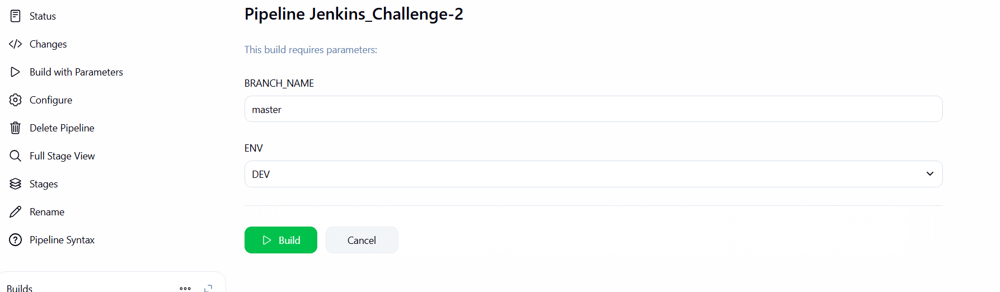 Status
Changes
Build with Parameters
Configure
Delete Pipeline
Full Stage View
Stages
Rename
Pipeline Syntax
Builds
Pipeline Jenkins_Challenge-2
This build requires parameters:
BRANCH_NAME
master
ENV
DEV
Build
Cancel